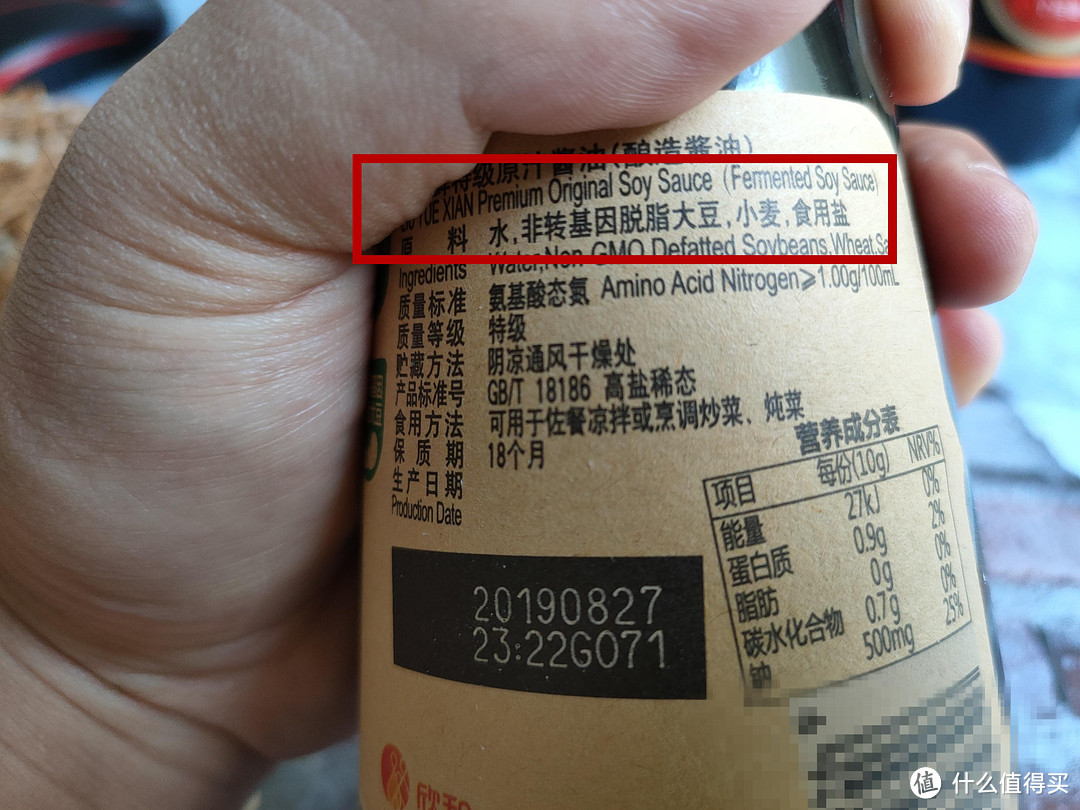 特级原汁酱油(酿造酱油)
YUE XIAN Premium Original Soy Sauce (Fermented Soy Sauce)
原 料 水,非转基因脱脂大豆,小麦,食用盐
Ingredients Water,Non-GMO Defatted Soybeans,Wheat,Sa
质量标准 氨基酸态氮 Amino Acid Nitrogen≥1.00g/100mL
质量等级 特级
贮藏方法 阴凉通风干燥处
产品标准号 GB/T 18186 高盐稀态
食用方法 可用于佐餐凉拌或烹调炒菜、炖菜
保质期 18个月
生产日期
Production Date
20190827
23:22G071
营养成分表
项目 每份(10g) NRV%
能量 27kJ 0%
蛋白质 0.9g 2%
脂肪 0g 0%
碳水化合物 0.7g 0%
钠 500mg 25%
欣和
值 什么值得买